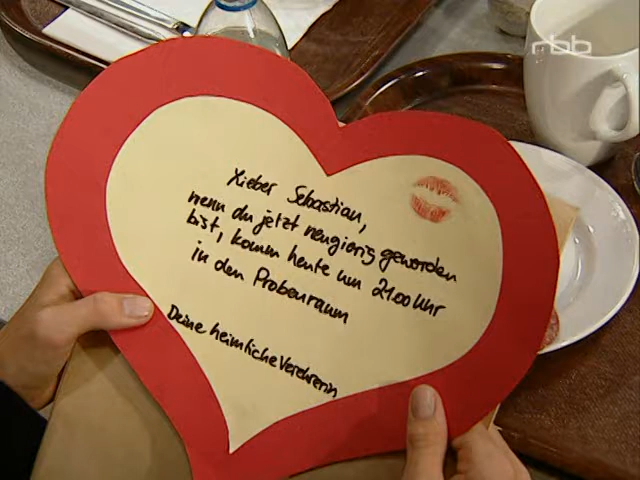 rbb
Lieber Sebastian,
wenn du jetzt neugierig geworden
bist, komm heute um 21.00 Uhr
in den Probenraum
Deine heimliche Verehrerin